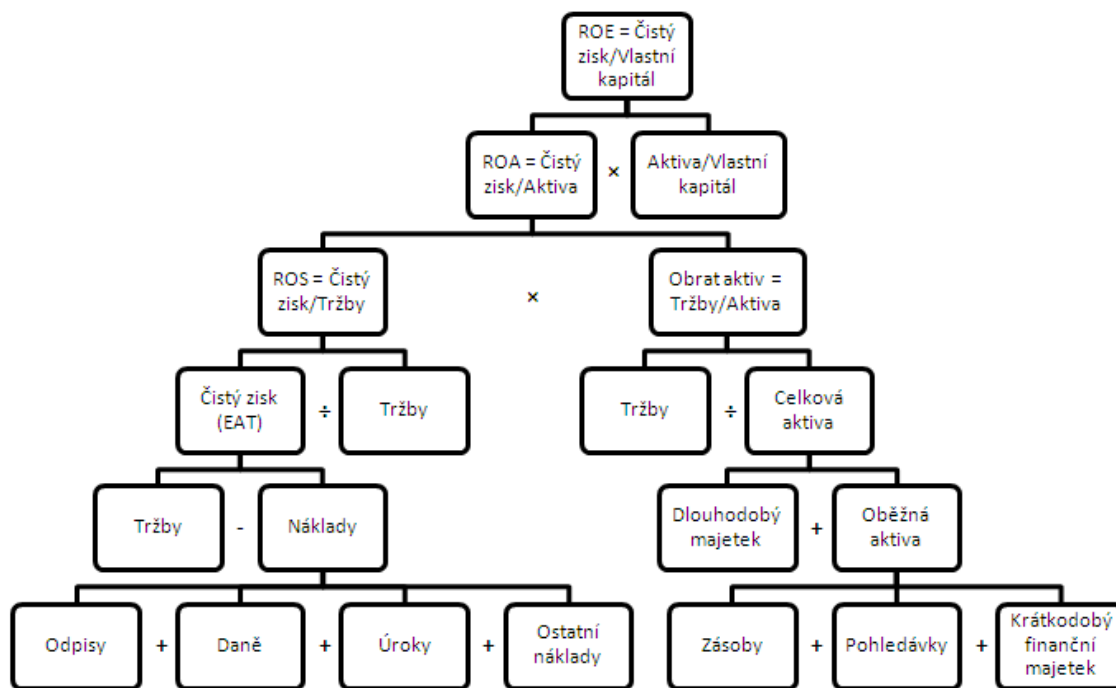 ROE = Čistý
zisk/Vlastní
kapitál
ROA = Čistý
zisk/Aktiva
×
Aktiva/Vlastní
kapitál
ROS = Čistý
zisk/Tržby
×
Obrat aktiv =
Tržby/Aktiva
Čistý zisk
(EAT)
÷
Tržby
Tržby
÷
Celková
aktiva
Tržby
-
Náklady
Dlouhodobý
majetek
+
Oběžná
aktiva
Odpisy
+
Daně
+
Úroky
+
Ostatní
náklady
Zásoby
+
Pohledávky
+
Krátkodobý
finanční
majetek